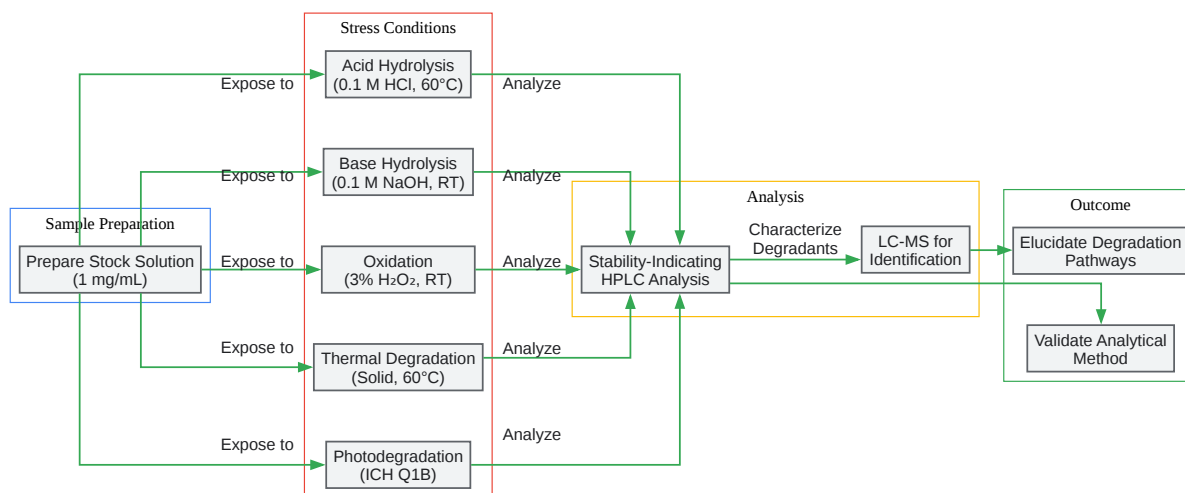 Stress Conditions
Acid Hydrolysis
(0.1 M HCl, 60°C)
Expose to
Analyze
Base Hydrolysis
(0.1 M NaOH, RT)
Expose to
Analyze
Sample Preparation
Prepare Stock Solution
(1 mg/mL)
Expose to
Oxidation
(3% H₂O₂, RT)
Analyze
Expose to
Thermal Degradation
(Solid, 60°C)
Analyze
Expose to
Photodegradation
(ICH Q1B)
Analyze
Analysis
Stability-Indicating
HPLC Analysis
Characterize
Degradants
LC-MS for
Identification
Outcome
Elucidate Degradation
Pathways
Validate Analytical
Method